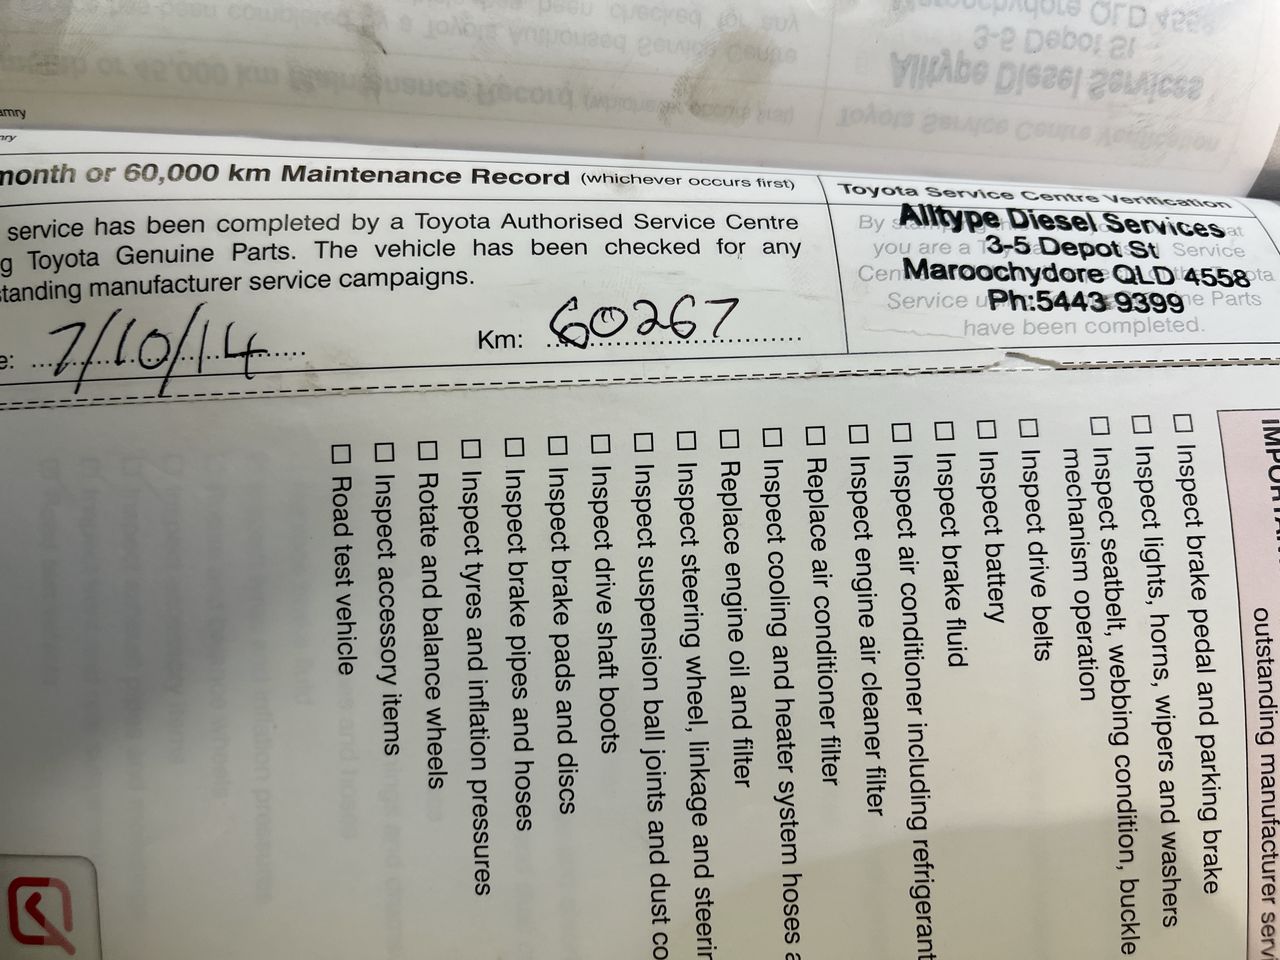 month or 60,000 km Maintenance Record (whichever occurs first)
service has been completed by a Toyota Authorised Service Centre
g Toyota Genuine Parts. The vehicle has been checked for any
standing manufacturer service campaigns.
e: 7/10/14
Km: 60267
Toyota Service Centre Verification
Alltype Diesel Services
3-5 Depot St
Maroochydore QLD 4558
Ph:5443 9399
By
you are a Service
Service
Parts
have been completed.
outstanding manufacturer servi
☐ Inspect brake pedal and parking brake
☐ Inspect lights, horns, wipers and washers
☐ Inspect seatbelt, webbing condition, buckle
mechanism operation
☐ Inspect drive belts
☐ Inspect battery
☐ Inspect brake fluid
☐ Inspect air conditioner including refrigerant
☐ Inspect engine air cleaner filter
☐ Replace air conditioner filter
☐ Inspect cooling and heater system hoses a
☐ Replace engine oil and filter
☐ Inspect steering wheel, linkage and steerin
☐ Inspect suspension ball joints and dust co
☐ Inspect drive shaft boots
☐ Inspect brake pads and discs
☐ Inspect brake pipes and hoses
☐ Inspect tyres and inflation pressures
☐ Rotate and balance wheels
☐ Inspect accessory items
☐ Road test vehicle